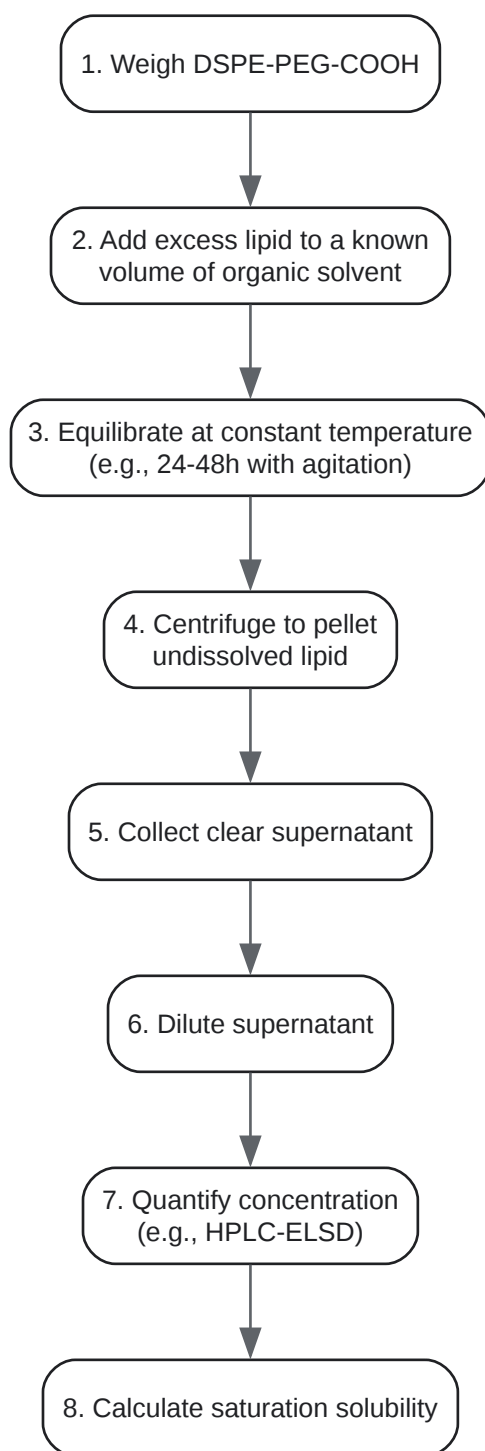 1. Weigh DSPE-PEG-COOH
2. Add excess lipid to a known
volume of organic solvent
3. Equilibrate at constant temperature
(e.g., 24-48h with agitation)
4. Centrifuge to pellet
undissolved lipid
5. Collect clear supernatant
6. Dilute supernatant
7. Quantify concentration
(e.g., HPLC-ELSD)
8. Calculate saturation solubility